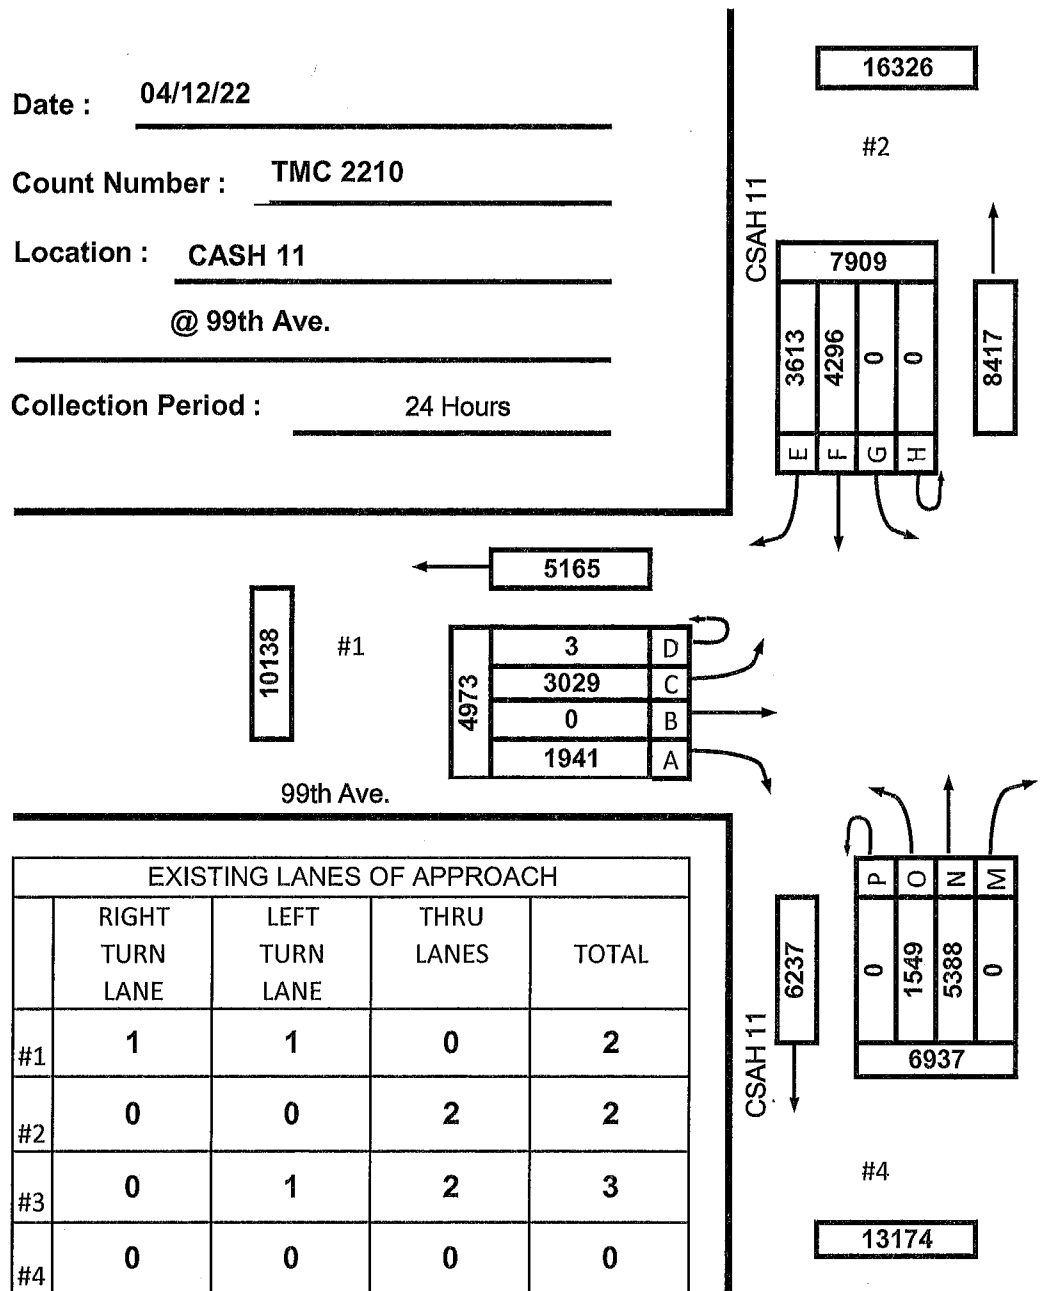 Date : 04/12/22
Count Number : TMC 2210
Location : CASH 11
@ 99th Ave.
Collection Period : 24 Hours
16326
#2
CSAH 11
7909
3613 4296 0 0
E F G H
8417
5165
10138
#1
4973
3 D
3029 C
0 B
1941 A
99th Ave.
P O N M
0 1549 5388 0
6937
6237
CSAH 11
#4
13174
EXISTING LANES OF APPROACH
RIGHT TURN LANE LEFT TURN LANE THRU LANES TOTAL
#1 1 1 0 2
#2 0 0 2 2
#3 0 1 2 3
#4 0 0 0 0